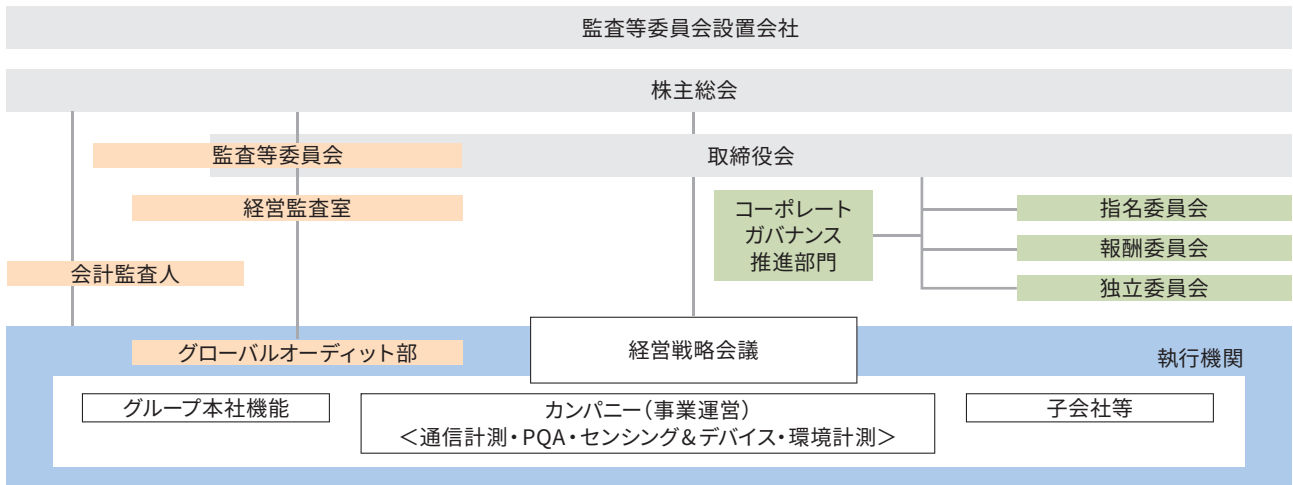 監査等委員会設置会社
株主総会
監査等委員会
取締役会
経営監査室
コーポレート
ガバナンス
推進部門
指名委員会
報酬委員会
独立委員会
会計監査人
グローバルオーディット部
経営戦略会議
執行機関
グループ本社機能
カンパニー（事業運営）
＜通信計測・PQA・センシング＆デバイス・環境計測＞
子会社等